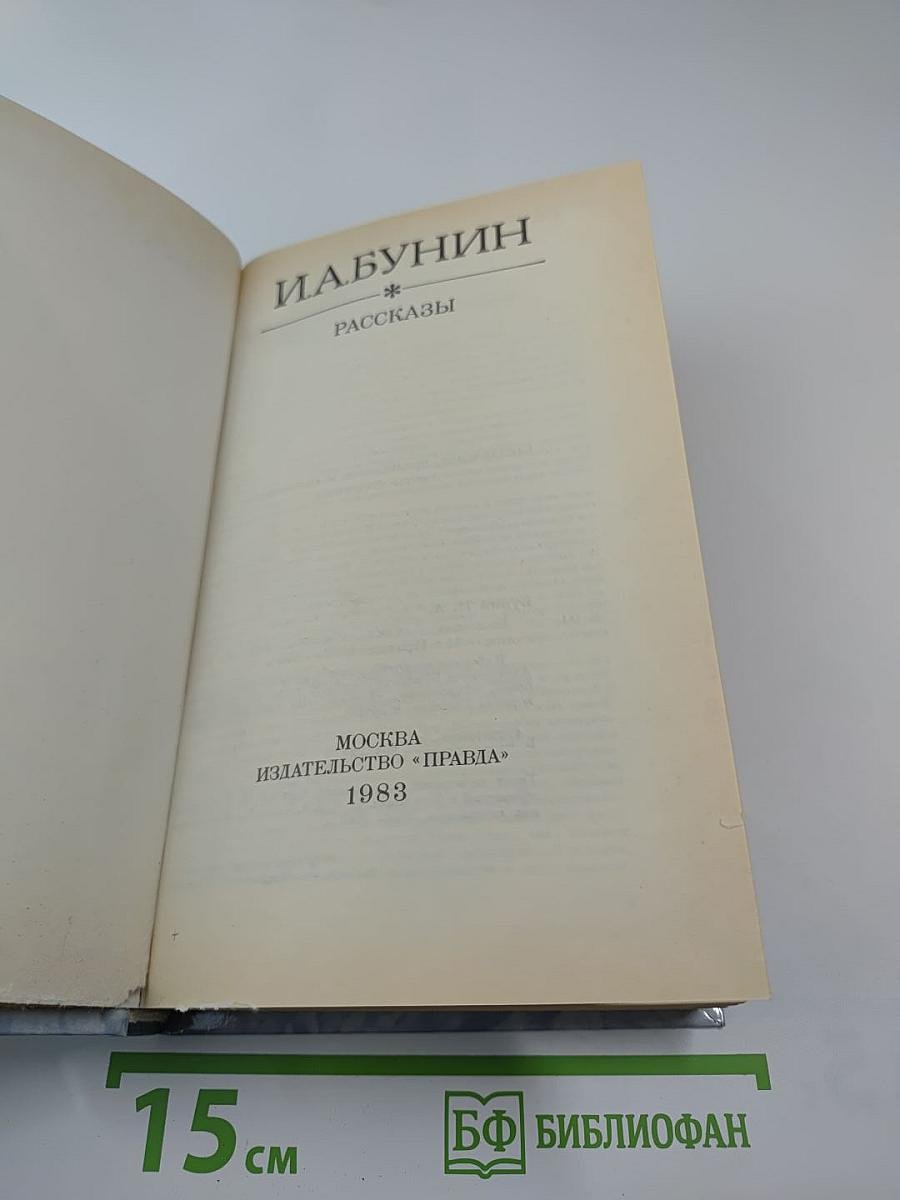 И.А.БУНИН
*
РАССКАЗЫ
МОСКВА
ИЗДАТЕЛЬСТВО «ПРАВДА»
1983
15 см
БФ БИБЛИОФАН